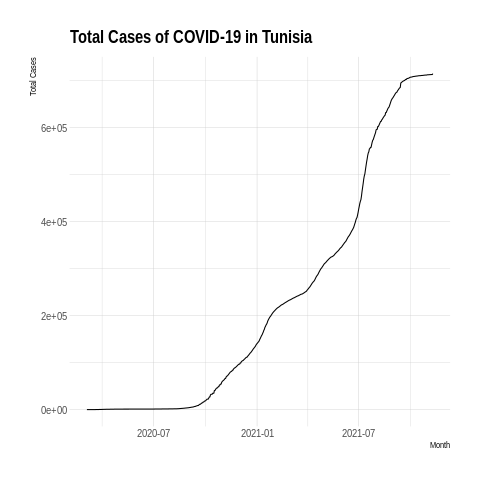 Total Cases of COVID-19 in Tunisia
Total Cases
6e+05
4e+05
2e+05
0e+00
2020-07 2021-01 2021-07
Month